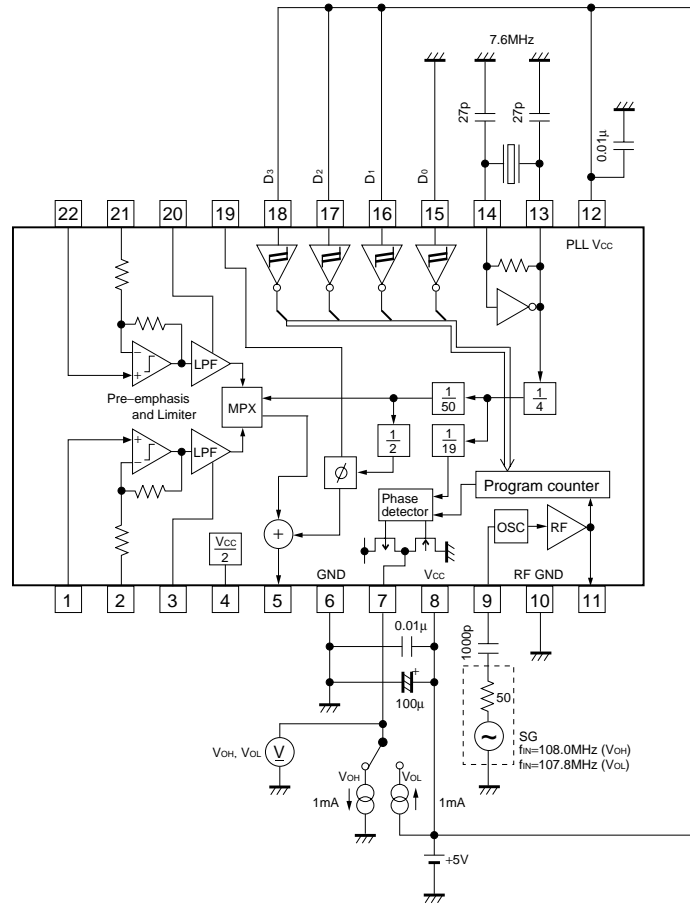 7.6MHz
27p
27p
0.01μ
D3
D2
D1
D0
22
21
20
19
18
17
16
15
14
13
12
PLL VCC
LPF
Pre-emphasis
and Limiter
MPX
LPF
1/50
1/4
1/2
1/19
ϕ
Phase
detector
Program counter
OSC
RF
+
VCC/2
GND
VCC
RF GND
1
2
3
4
5
6
7
8
9
10
11
0.01μ
+
100μ
1000p
50
SG
fIN=108.0MHz (VOH)
fIN=107.8MHz (VOL)
VOH, VOL
V
VOH
VOL
1mA
1mA
+5V